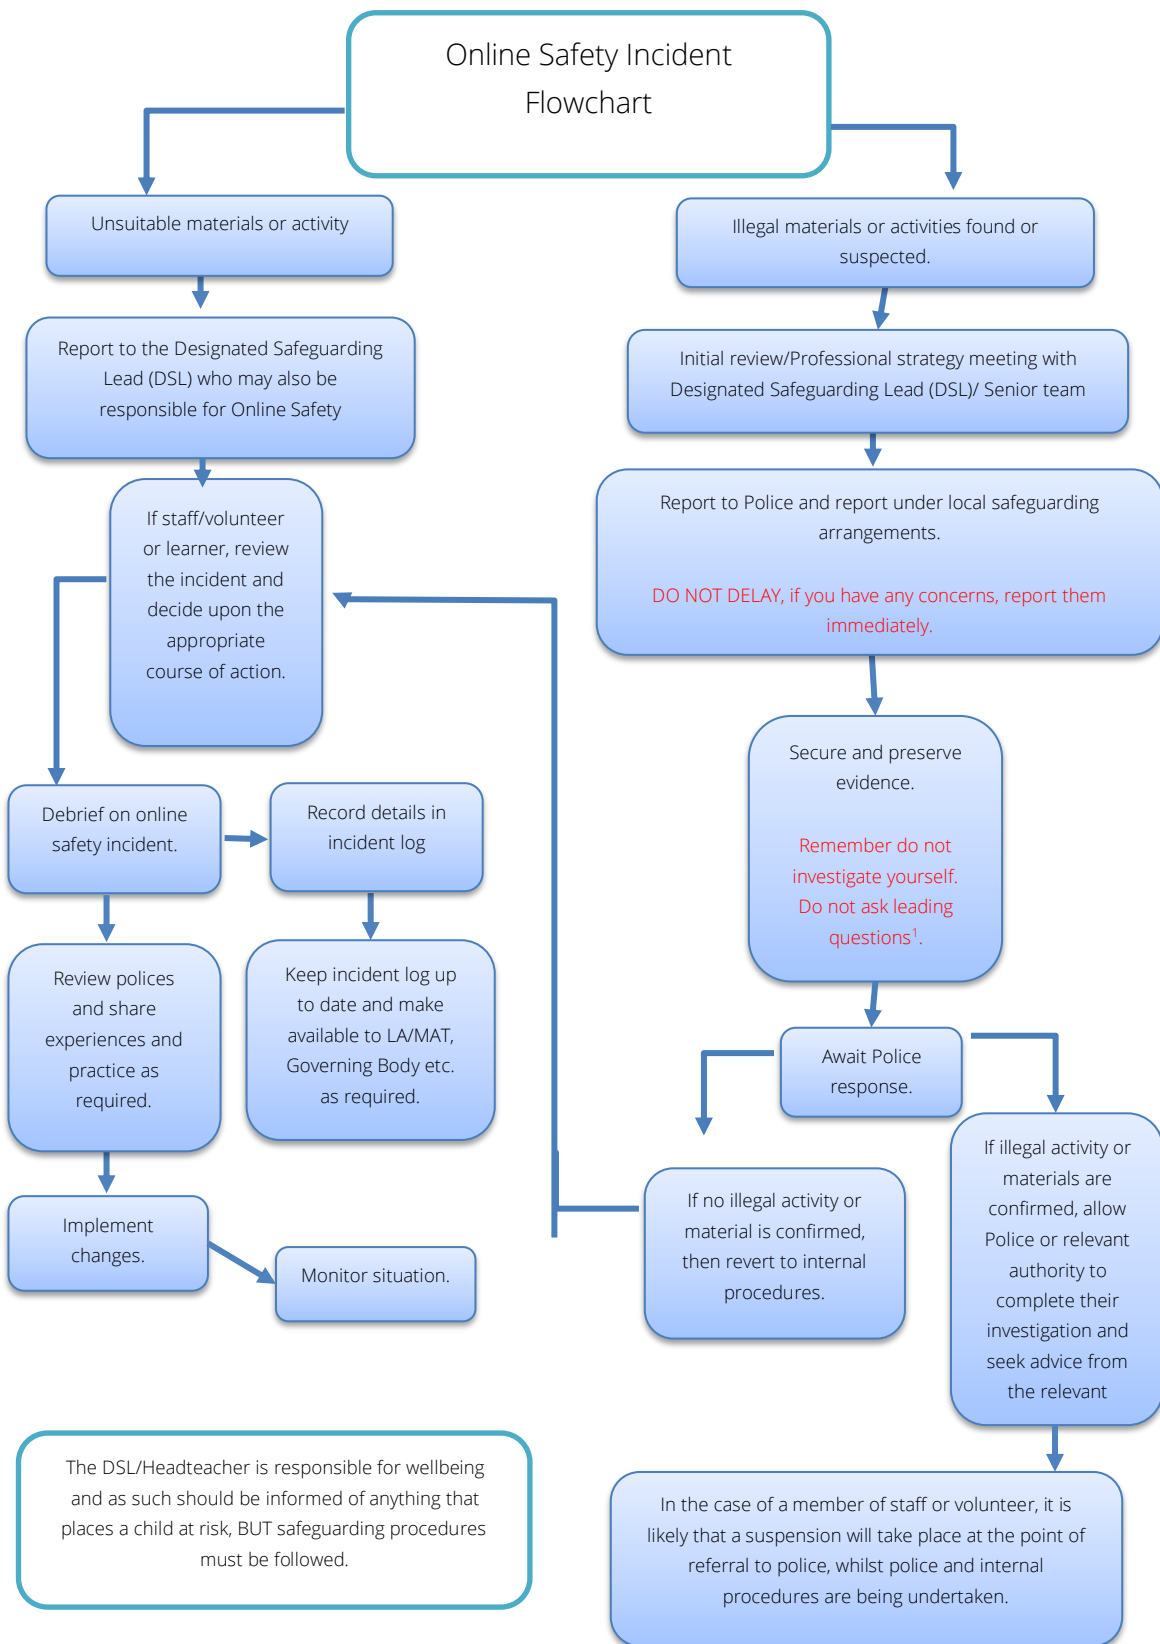 Online Safety Incident
Flowchart
Unsuitable materials or activity
Report to the Designated Safeguarding
Lead (DSL) who may also be
responsible for Online Safety
If staff/volunteer
or learner, review
the incident and
decide upon the
appropriate
course of action.
Debrief on online
safety incident.
Record details in
incident log
Review polices
and share
experiences and
practice as
required.
Keep incident log up
to date and make
available to LA/MAT,
Governing Body etc.
as required.
Implement
changes.
Monitor situation.
Illegal materials or activities found or
suspected.
Initial review/Professional strategy meeting with
Designated Safeguarding Lead (DSL)/ Senior team
Report to Police and report under local safeguarding
arrangements.
DO NOT DELAY, if you have any concerns, report them
immediately.
Secure and preserve
evidence.
Remember do not
investigate yourself.
Do not ask leading
questions¹.
Await Police
response.
If no illegal activity or
material is confirmed,
then revert to internal
procedures.
If illegal activity or
materials are
confirmed, allow
Police or relevant
authority to
complete their
investigation and
seek advice from
the relevant
In the case of a member of staff or volunteer, it is
likely that a suspension will take place at the point of
referral to police, whilst police and internal
procedures are being undertaken.
The DSL/Headteacher is responsible for wellbeing
and as such should be informed of anything that
places a child at risk, BUT safeguarding procedures
must be followed.